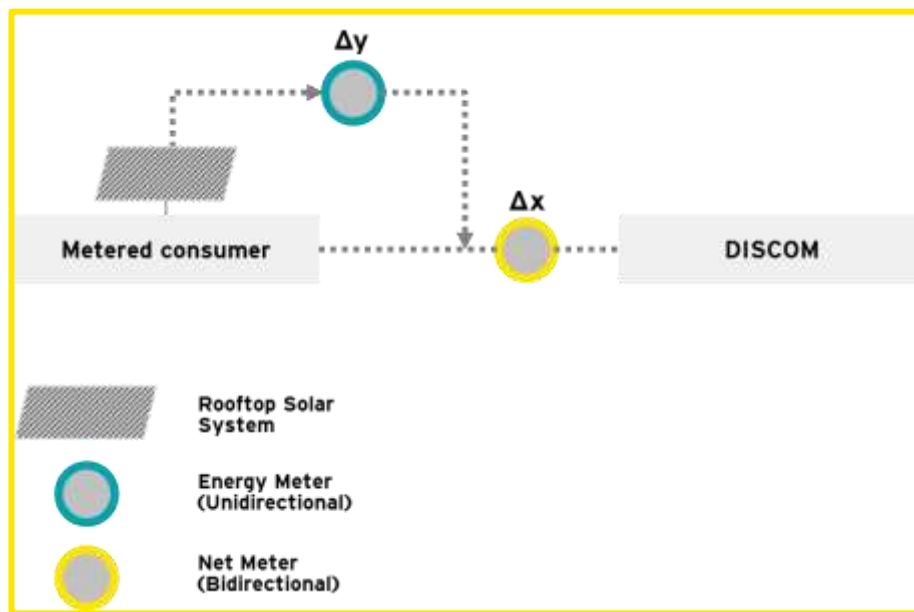 Δy
Δx
Metered consumer
DISCOM
Rooftop Solar
System
Energy Meter
(Unidirectional)
Net Meter
(Bidirectional)